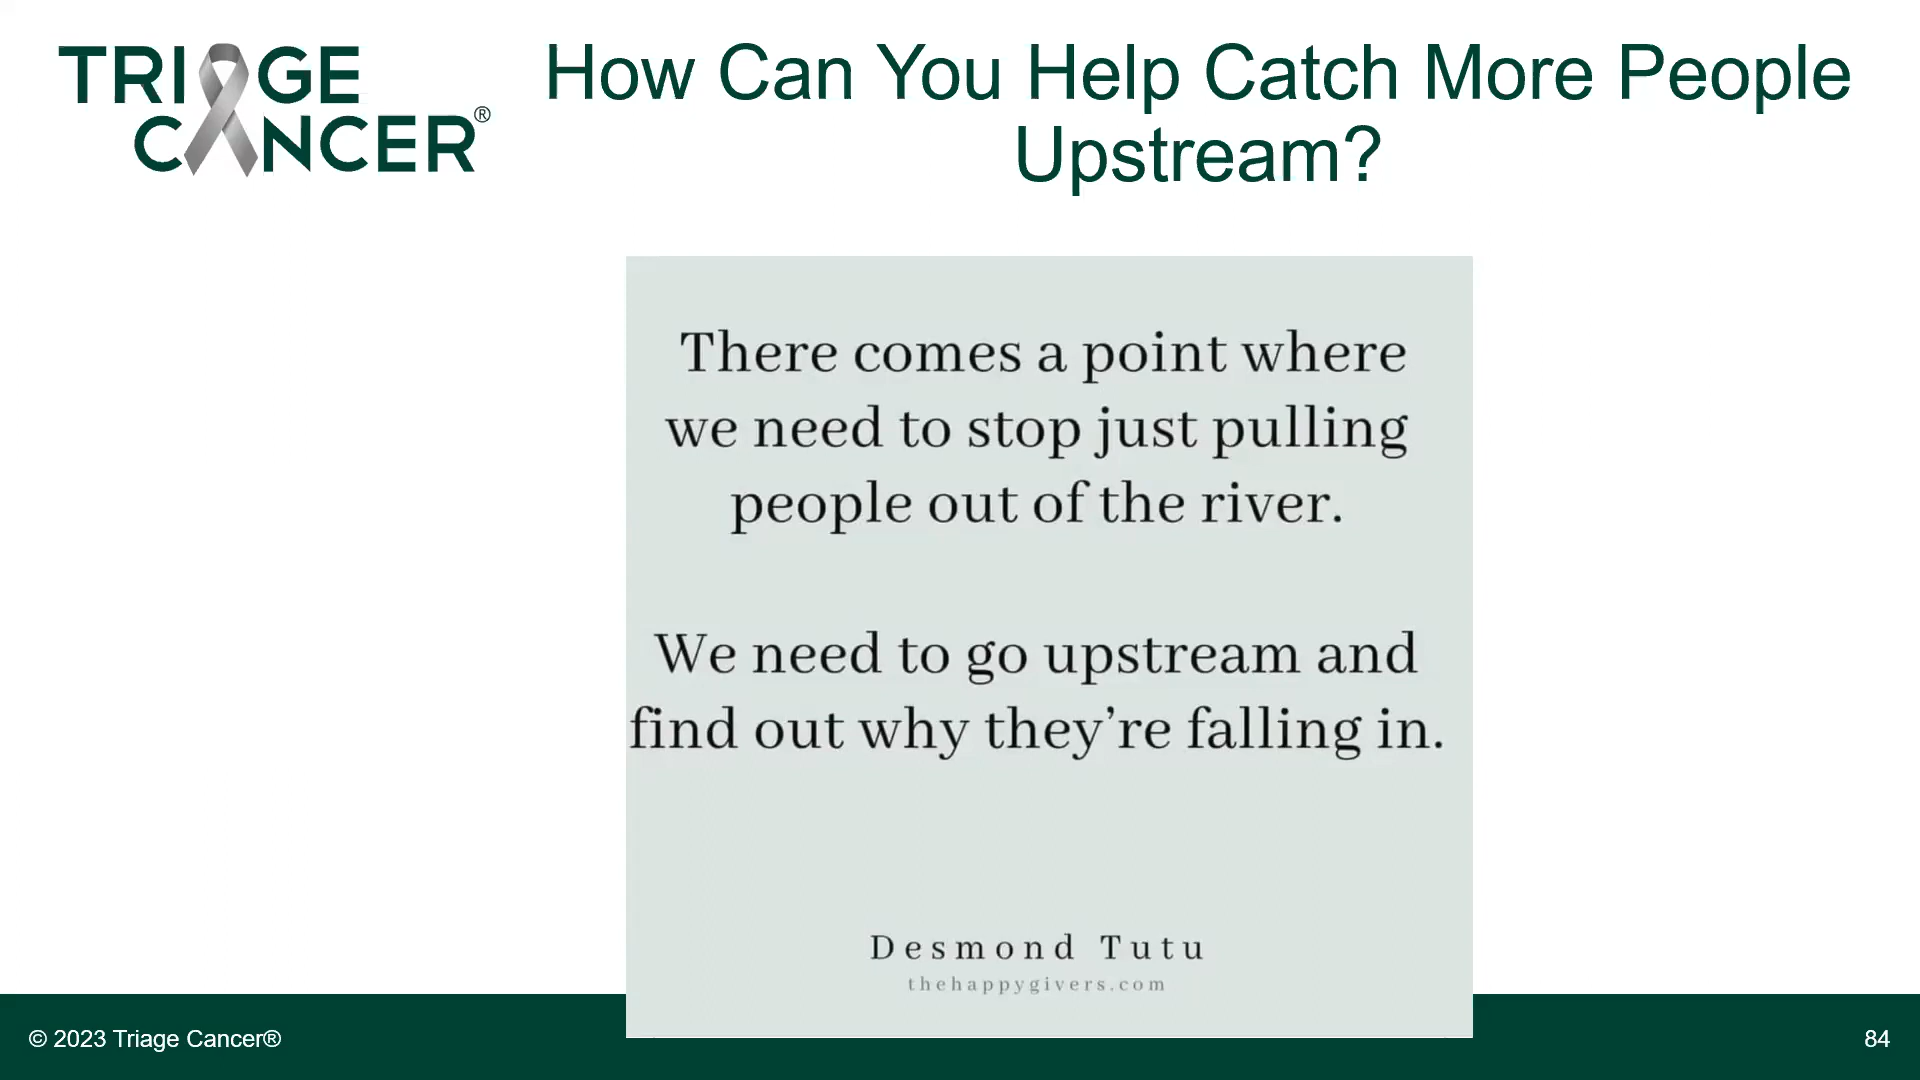 TRIAGE
CANCER®
How Can You Help Catch More People
Upstream?
There comes a point where
we need to stop just pulling
people out of the river.
We need to go upstream and
find out why they’re falling in.
Desmond Tutu
thehappygivers.com
© 2023 Triage Cancer®
84